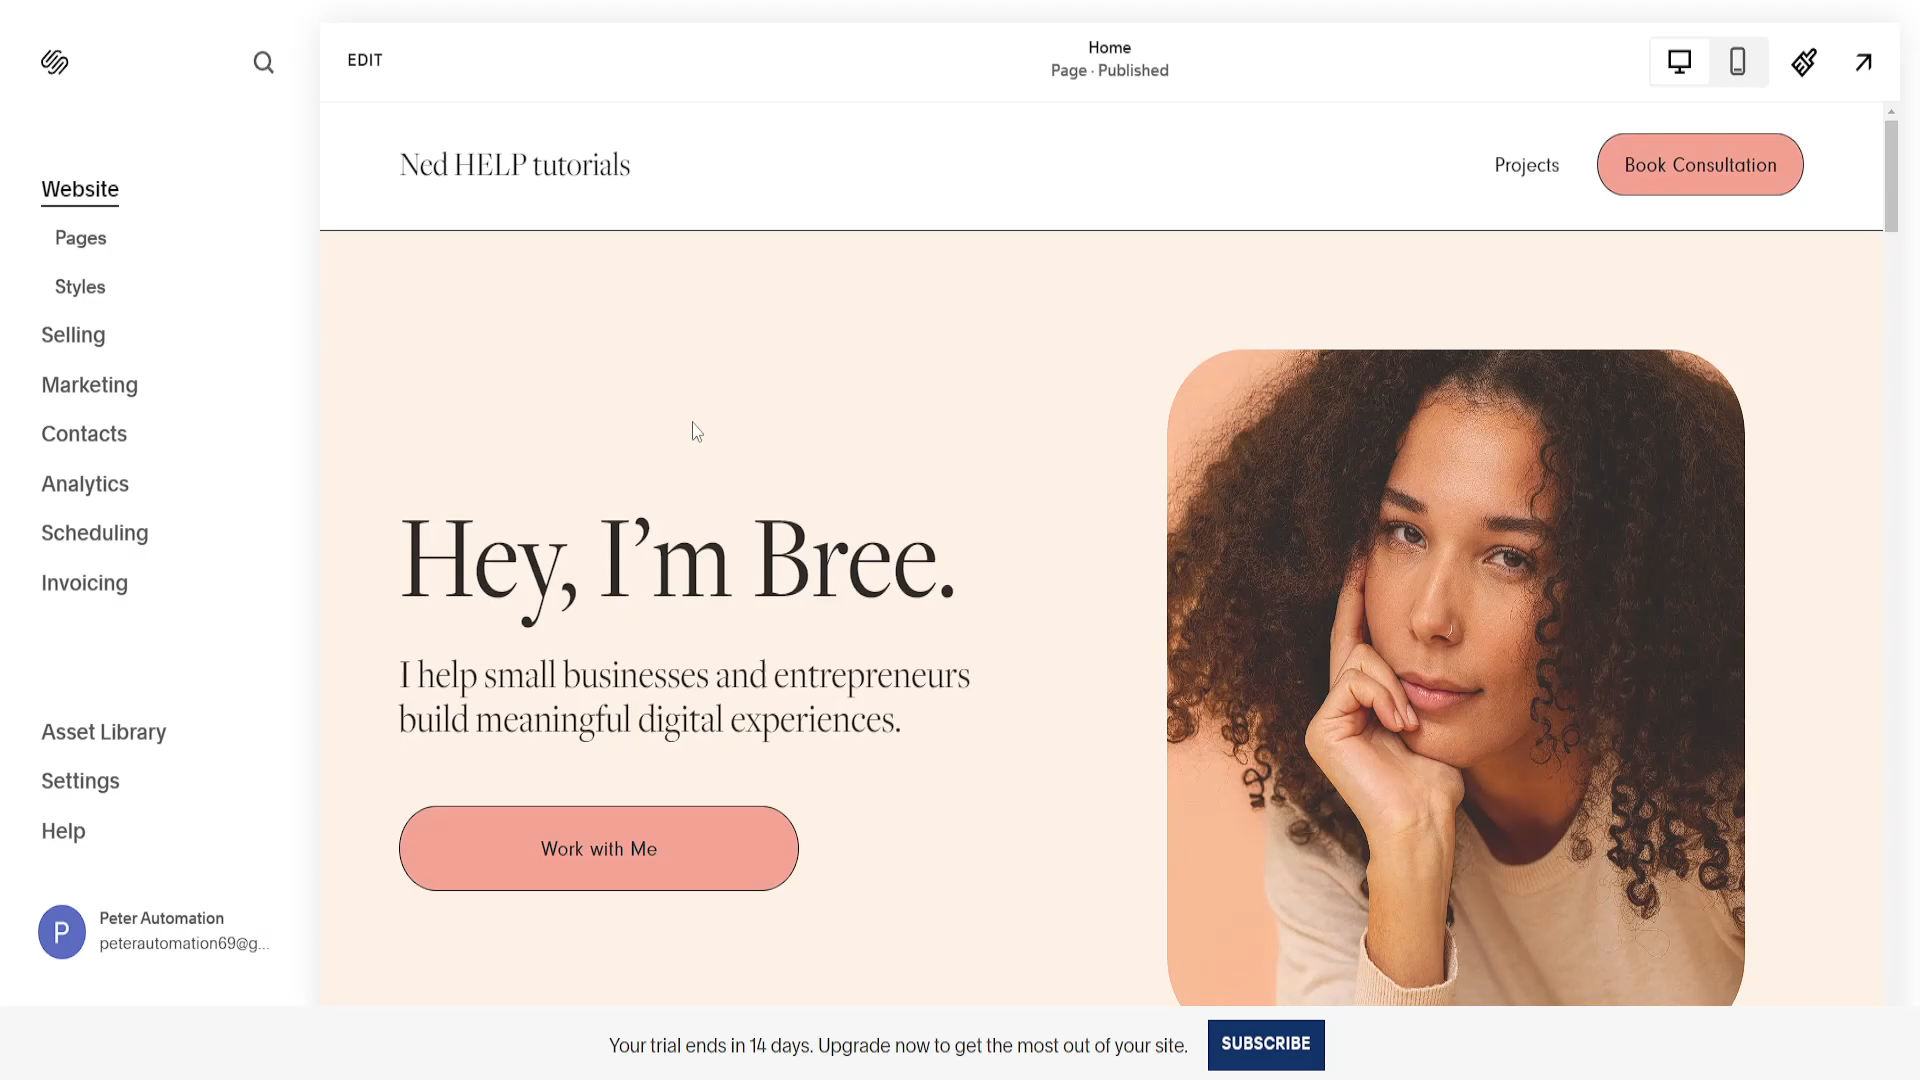 EDIT
Home
Page · Published
Website
Pages
Styles
Selling
Marketing
Contacts
Analytics
Scheduling
Invoicing
Asset Library
Settings
Help
P
Peter Automation
peterautomation69@g...
Ned HELP tutorials
Projects
Book Consultation
Hey, I’m Bree.
I help small businesses and entrepreneurs
build meaningful digital experiences.
Work with Me
Your trial ends in 14 days. Upgrade now to get the most out of your site.
SUBSCRIBE